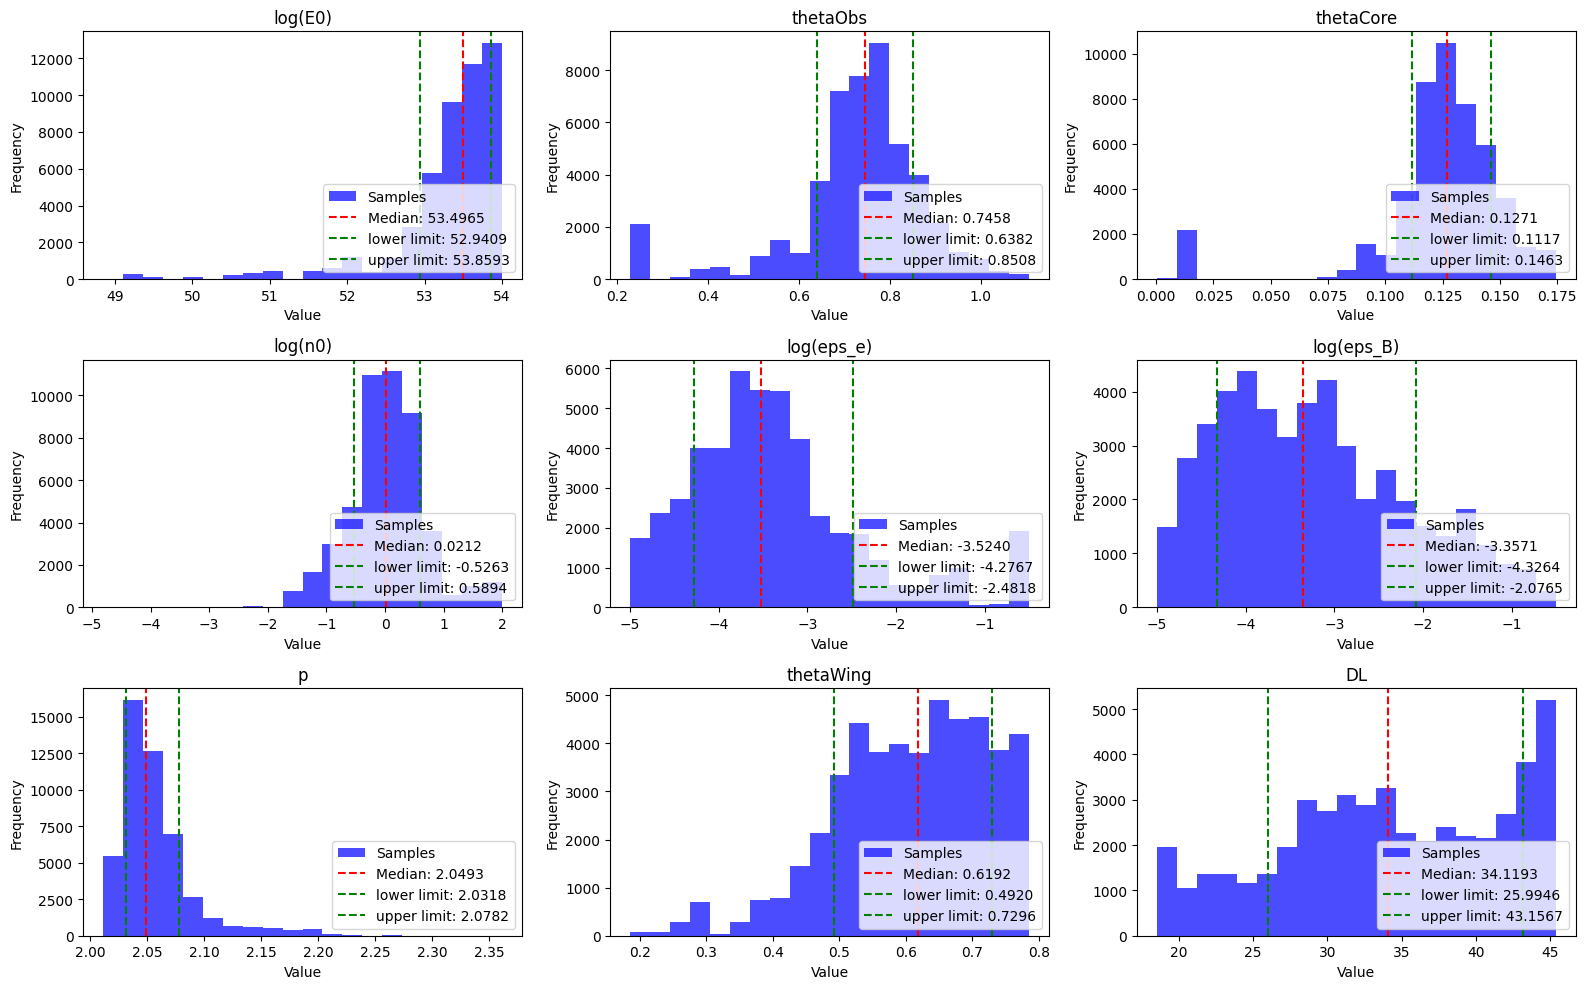 log(E0)
Frequency
12000
10000
8000
6000
4000
2000
0
Samples
Median: 53.4965
lower limit: 52.9409
upper limit: 53.8593
49 50 51 52 53 54
Value
thetaObs
Frequency
8000
6000
4000
2000
0
Samples
Median: 0.7458
lower limit: 0.6382
upper limit: 0.8508
0.2 0.4 0.6 0.8 1.0
Value
thetaCore
Frequency
10000
8000
6000
4000
2000
0
Samples
Median: 0.1271
lower limit: 0.1117
upper limit: 0.1463
0.000 0.025 0.050 0.075 0.100 0.125 0.150 0.175
Value
log(n0)
Frequency
10000
8000
6000
4000
2000
0
Samples
Median: 0.0212
lower limit: -0.5263
upper limit: 0.5894
−5 −4 −3 −2 −1 0 1 2
Value
log(eps_e)
Frequency
6000
5000
4000
3000
2000
1000
0
Samples
Median: -3.5240
lower limit: -4.2767
upper limit: -2.4818
−5 −4 −3 −2 −1
Value
log(eps_B)
Frequency
4000
3000
2000
1000
0
Samples
Median: -3.3571
lower limit: -4.3264
upper limit: -2.0765
−5 −4 −3 −2 −1
Value
p
Frequency
15000
12500
10000
7500
5000
2500
0
Samples
Median: 2.0493
lower limit: 2.0318
upper limit: 2.0782
2.00 2.05 2.10 2.15 2.20 2.25 2.30 2.35
Value
thetaWing
Frequency
5000
4000
3000
2000
1000
0
Samples
Median: 0.6192
lower limit: 0.4920
upper limit: 0.7296
0.2 0.3 0.4 0.5 0.6 0.7 0.8
Value
DL
Frequency
5000
4000
3000
2000
1000
0
Samples
Median: 34.1193
lower limit: 25.9946
upper limit: 43.1567
20 25 30 35 40 45
Value